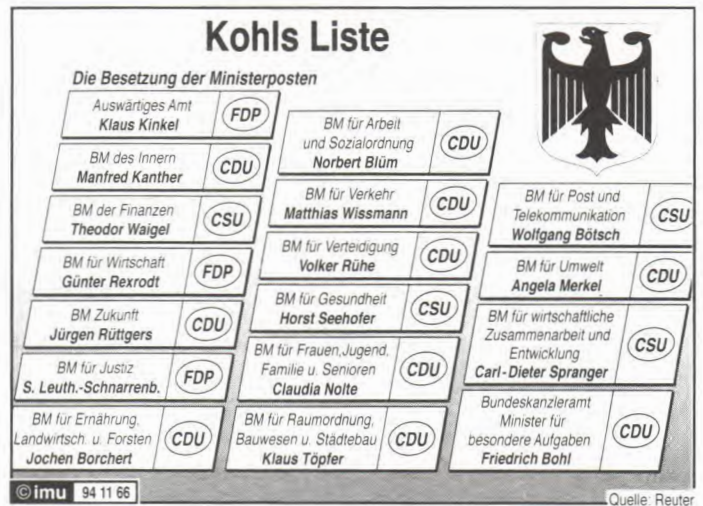 Kohls Liste
Die Besetzung der Ministerposten
Auswärtiges Amt
Klaus Kinkel
FDP
BM des Innern
Manfred Kanther
CDU
BM der Finanzen
Theodor Waigel
CSU
BM für Wirtschaft
Günter Rexrodt
FDP
BM Zukunft
Jürgen Rüttgers
CDU
BM für Justiz
S. Leuth.-Schnarrenb.
FDP
BM für Ernährung,
Landwirtsch. u. Forsten
Jochen Borchert
CDU
BM für Arbeit
und Sozialordnung
Norbert Blüm
CDU
BM für Verkehr
Matthias Wissmann
CDU
BM für Verteidigung
Volker Rühe
CDU
BM für Gesundheit
Horst Seehofer
CSU
BM für Frauen,Jugend,
Familie u. Senioren
Claudia Nolte
CDU
BM für Raumordnung,
Bauwesen u. Städtebau
Klaus Töpfer
CDU
BM für Post und
Telekommunikation
Wolfgang Bötsch
CSU
BM für Umwelt
Angela Merkel
CDU
BM für wirtschaftliche
Zusammenarbeit und
Entwicklung
Carl-Dieter Spranger
CSU
Bundeskanzleramt
Minister für
besondere Aufgaben
Friedrich Bohl
CDU
© imu 94 11 66
Quelle: Reuter